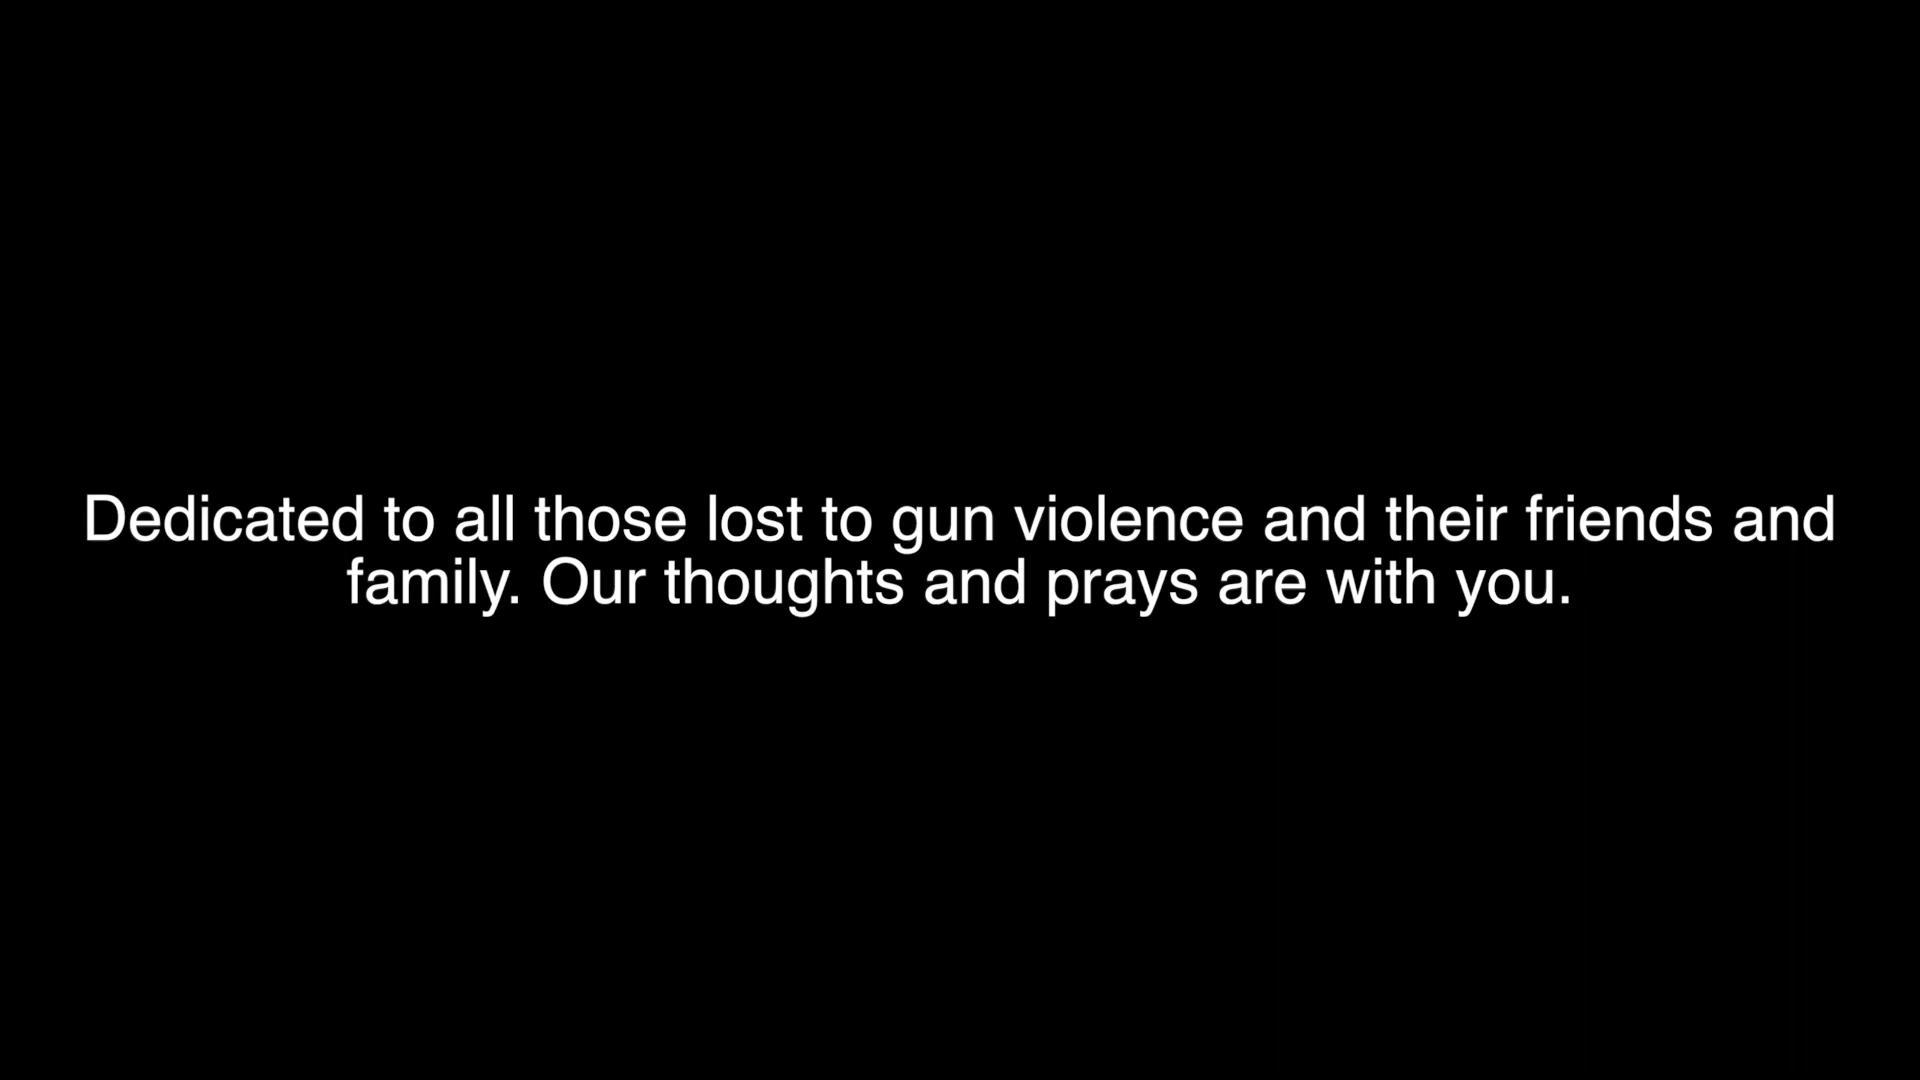 Dedicated to all those lost to gun violence and their friends and
family. Our thoughts and prays are with you.